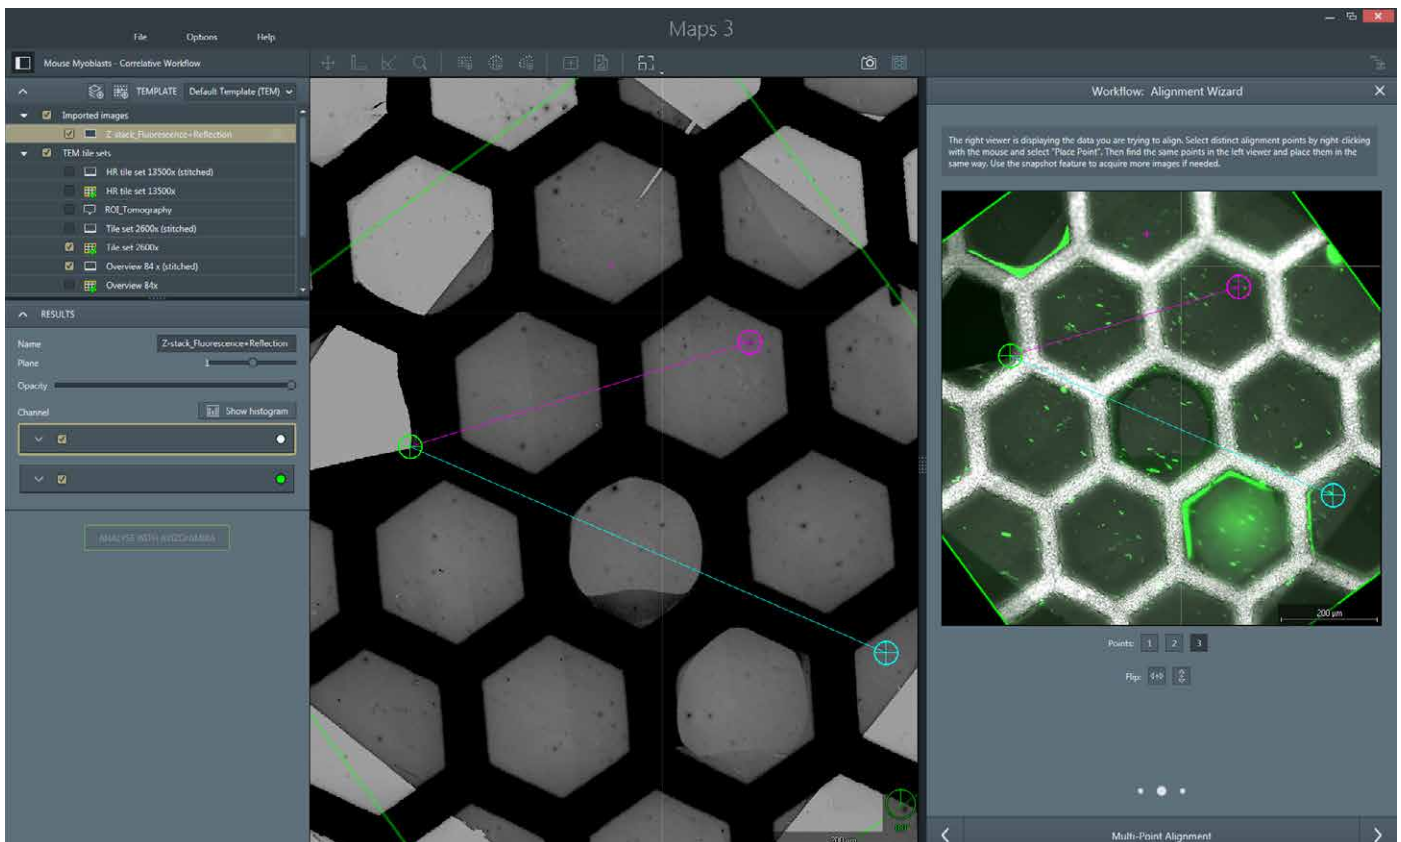 Maps 3
File Options Help
Mouse Myoblasts - Correlative Workflow
TEMPLATE Default Template (TEM)
Imported images
Z-stack_Fluorescence+Reflection
TEM tile sets
HR tile set 13500x (stitched)
HR tile set 13500x
ROI_Tomography
Tile set 2600x (stitched)
Tile set 2600x
Overview 84 x (stitched)
Overview 84x
RESULTS
Name Z-stack_Fluorescence+Reflection
Plane 1
Opacity
Channel Show histogram
ANALYSE WITH
200 µm
Workflow: Alignment Wizard
The right viewer is displaying the data you are trying to align. Select distinct alignment points by right-clicking
with the mouse and select "Place Point". Then find the same points in the left viewer and place them in the
same way. Use the snapshot feature to acquire more images if needed.
200 µm
Points: 1 2 3
Flip:
Multi-Point Alignment